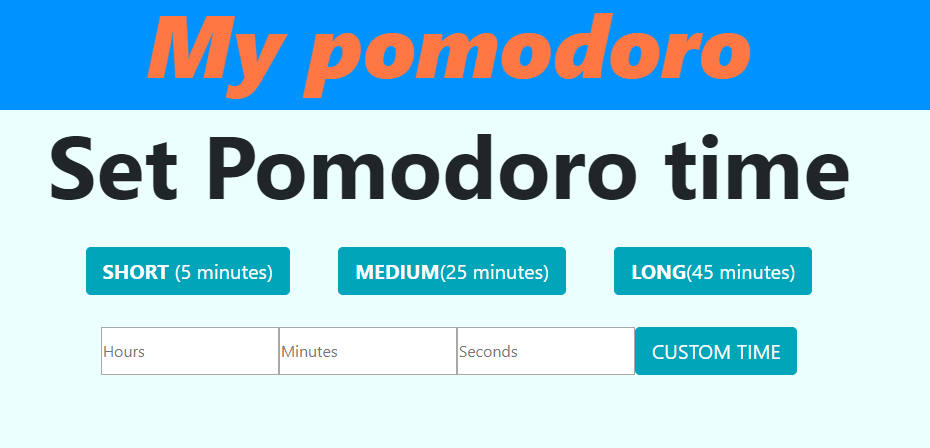 My pomodoro
Set Pomodoro time
SHORT (5 minutes) MEDIUM(25 minutes) LONG(45 minutes)
Hours Minutes Seconds CUSTOM TIME